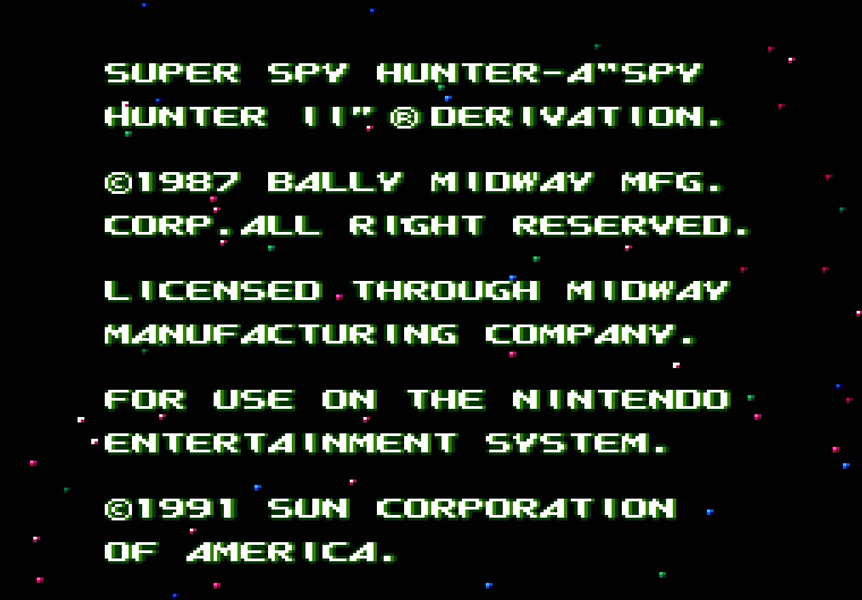 SUPER SPY HUNTER-A"SPY
HUNTER II" ®DERIVATION.
©1987 BALLY MIDWAY MFG.
CORP.ALL RIGHT RESERVED.
LICENSED THROUGH MIDWAY
MANUFACTURING COMPANY.
FOR USE ON THE NINTENDO
ENTERTAINMENT SYSTEM.
©1991 SUN CORPORATION
OF AMERICA.